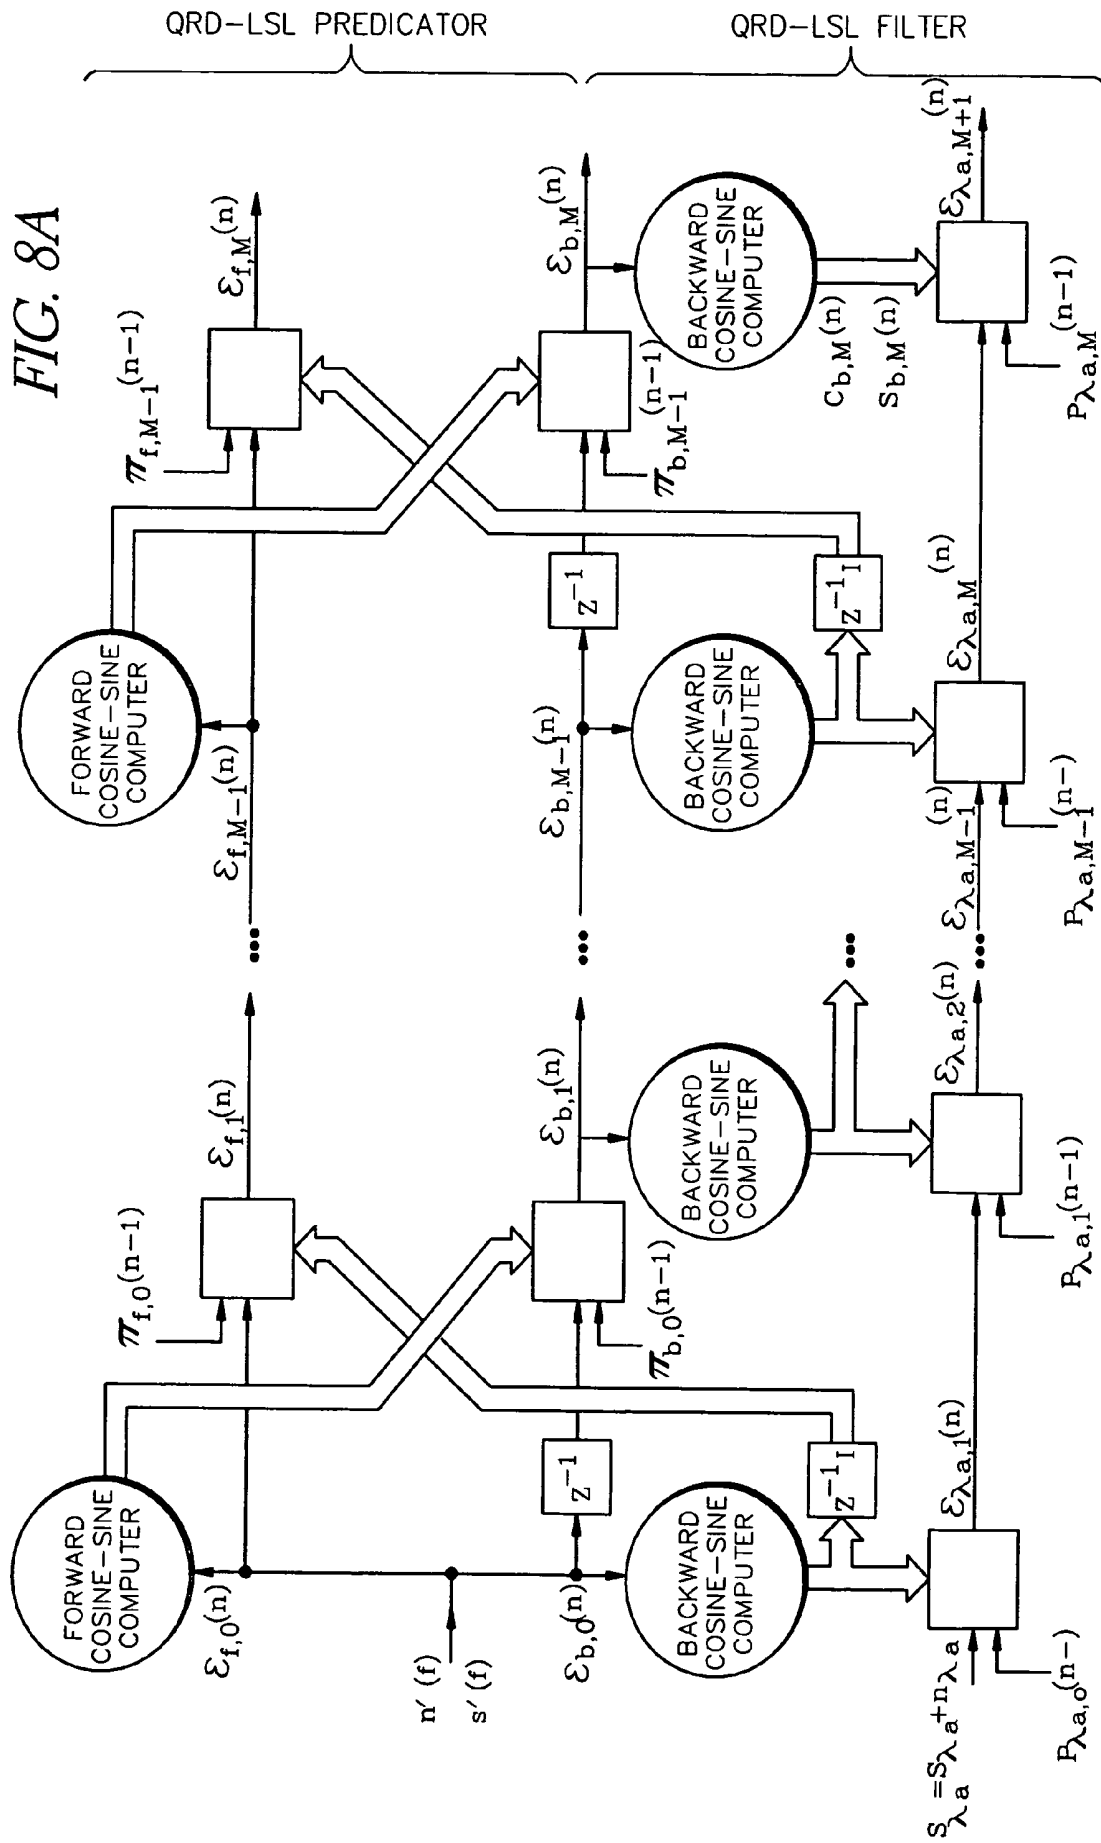 FIG. 8A
QRD-LSL PREDICATOR
QRD-LSL FILTER
FORWARD
COSINE-SINE
COMPUTER
FORWARD
COSINE-SINE
COMPUTER
ε_{f,0}(n)
π_{f,0}(n-1)
ε_{f,1}(n)
•••
ε_{f,M-1}(n)
π_{f,M-1}(n-1)
ε_{f,M}(n)
n'(f)
s'(f)
ε_{b,0}(n)
Z^{-1}
π_{b,0}(n-1)
ε_{b,1}(n)
•••
ε_{b,M-1}(n)
Z^{-1}
π_{b,M-1}(n-1)
ε_{b,M}(n)
BACKWARD
COSINE-SINE
COMPUTER
Z^{-1}I
BACKWARD
COSINE-SINE
COMPUTER
•••
BACKWARD
COSINE-SINE
COMPUTER
Z^{-1}I
BACKWARD
COSINE-SINE
COMPUTER
C_{b,M}(n)
S_{b,M}(n)
S_{λa}=S_{λa}+n_{λa}
P_{λa,0}(n-)
ε_{λa,1}(n)
P_{λa,1}(n-1)
ε_{λa,2}(n)
•••
ε_{λa,M-1}(n)
P_{λa,M-1}(n-)
ε_{λa,M}(n)
P_{λa,M}(n-1)
ε_{λa,M+1}(n)